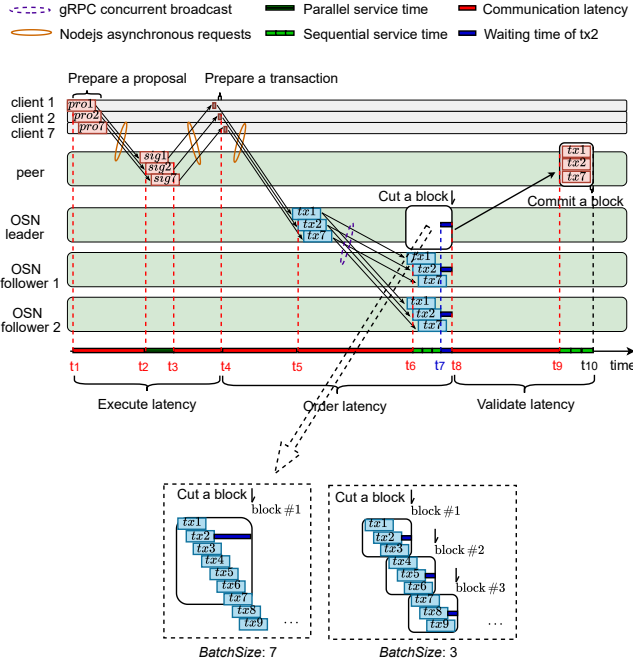 gRPC concurrent broadcast
Parallel service time
Communication latency
Nodejs asynchronous requests
Sequential service time
Waiting time of tx2
Prepare a proposal
Prepare a transaction
client 1
client 2
client 7
pro1
pro2
pro7
peer
sig1
sig2
sig7
tx1
tx2
tx7
Cut a block
Commit a block
OSN
leader
tx1
tx2
tx7
OSN
follower 1
tx1
tx2
tx7
OSN
follower 2
tx1
tx2
tx7
t1
t2
t3
t4
t5
t6
t7
t8
t9
t10
time
Execute latency
Order latency
Validate latency
Cut a block
block #1
tx1
tx2
tx3
tx4
tx5
tx6
tx7
tx8
tx9
...
BatchSize: 7
Cut a block
block #1
tx1
tx2
tx3
block #2
tx4
tx5
tx6
block #3
tx7
tx8
tx9
...
BatchSize: 3